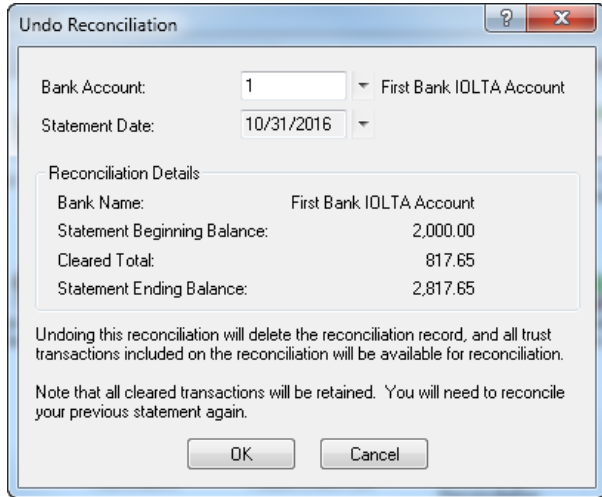 Undo Reconciliation
Bank Account: 1 First Bank IOLTA Account
Statement Date: 10/31/2016
Reconciliation Details
Bank Name: First Bank IOLTA Account
Statement Beginning Balance: 2,000.00
Cleared Total: 817.65
Statement Ending Balance: 2,817.65
Undoing this reconciliation will delete the reconciliation record, and all trust
transactions included on the reconciliation will be available for reconciliation.
Note that all cleared transactions will be retained. You will need to reconcile
your previous statement again.
OK Cancel